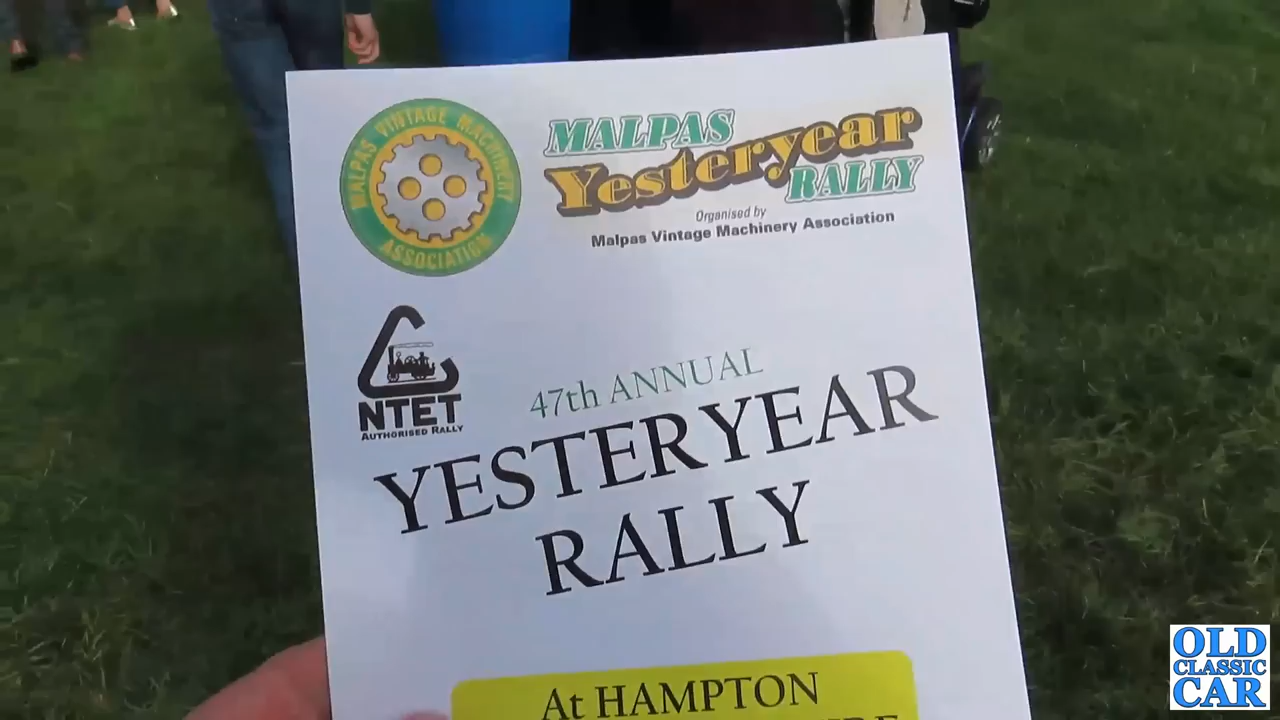 MALPAS VINTAGE MACHINERY
ASSOCIATION
MALPAS
Yesteryear
RALLY
Organised by
Malpas Vintage Machinery Association
NTET
AUTHORISED RALLY
47th ANNUAL
YESTERYEAR
RALLY
At HAMPTON
OLD
CLASSIC
CAR